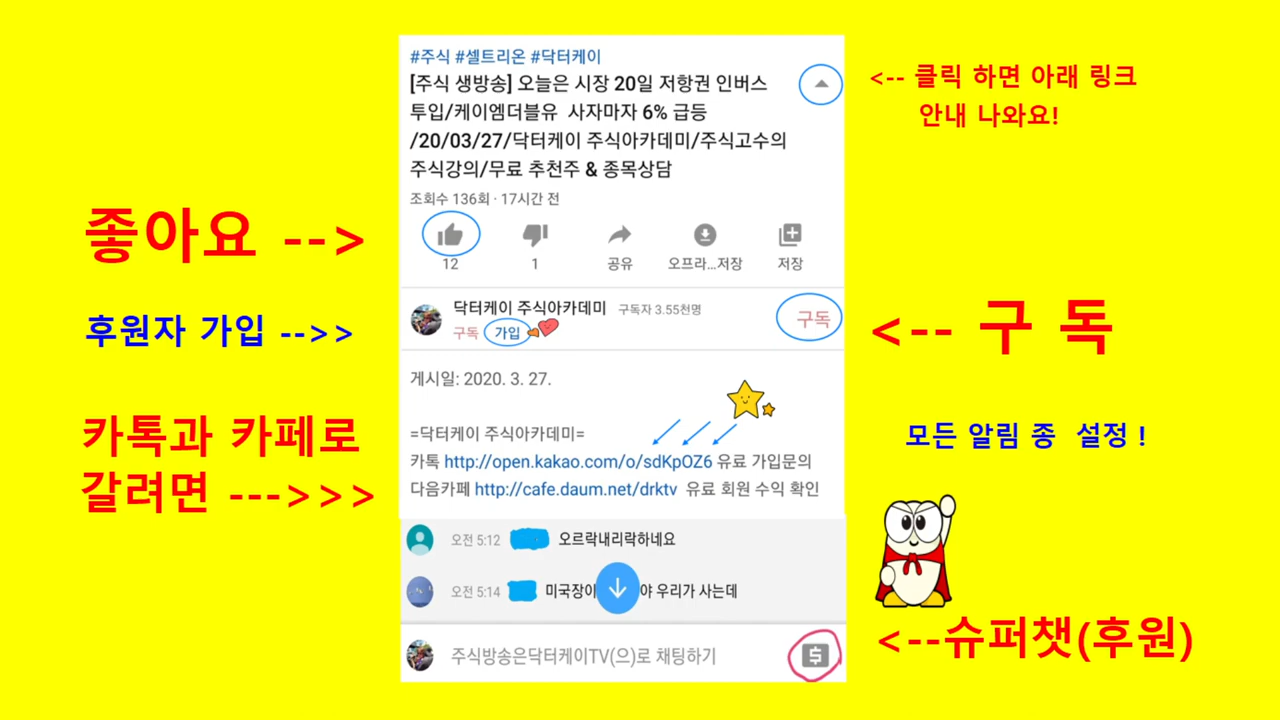 #주식 #셀트리온 #닥터케이
[주식 생방송] 오늘은 시장 20일 저항권 인버스
투입/케이엠더블유 사자마자 6% 급등
/20/03/27/닥터케이 주식아카데미/주식고수의
주식강의/무료 추천주 & 종목상담
조회수 136회 · 17시간 전
<-- 클릭 하면 아래 링크
안내 나와요!
좋아요 -->
12
1
공유
오프라...저장
저장
후원자 가입 -->>
닥터케이 주식아카데미 구독자 3.55천명
구독 가입
구독
<-- 구 독
게시일: 2020. 3. 27.
카톡과 카페로
갈려면 --->>>
=닥터케이 주식아카데미=
카톡 http://open.kakao.com/o/sdKpOZ6 유료 가입문의
다음카페 http://cafe.daum.net/drktv 유료 회원 수익 확인
모든 알림 종 설정 !
오전 5:12 오르락내리락하네요
오전 5:14 미국장이 야 우리가 사는데
주식방송은닥터케이TV(으)로 채팅하기
$
<--슈퍼챗(후원)